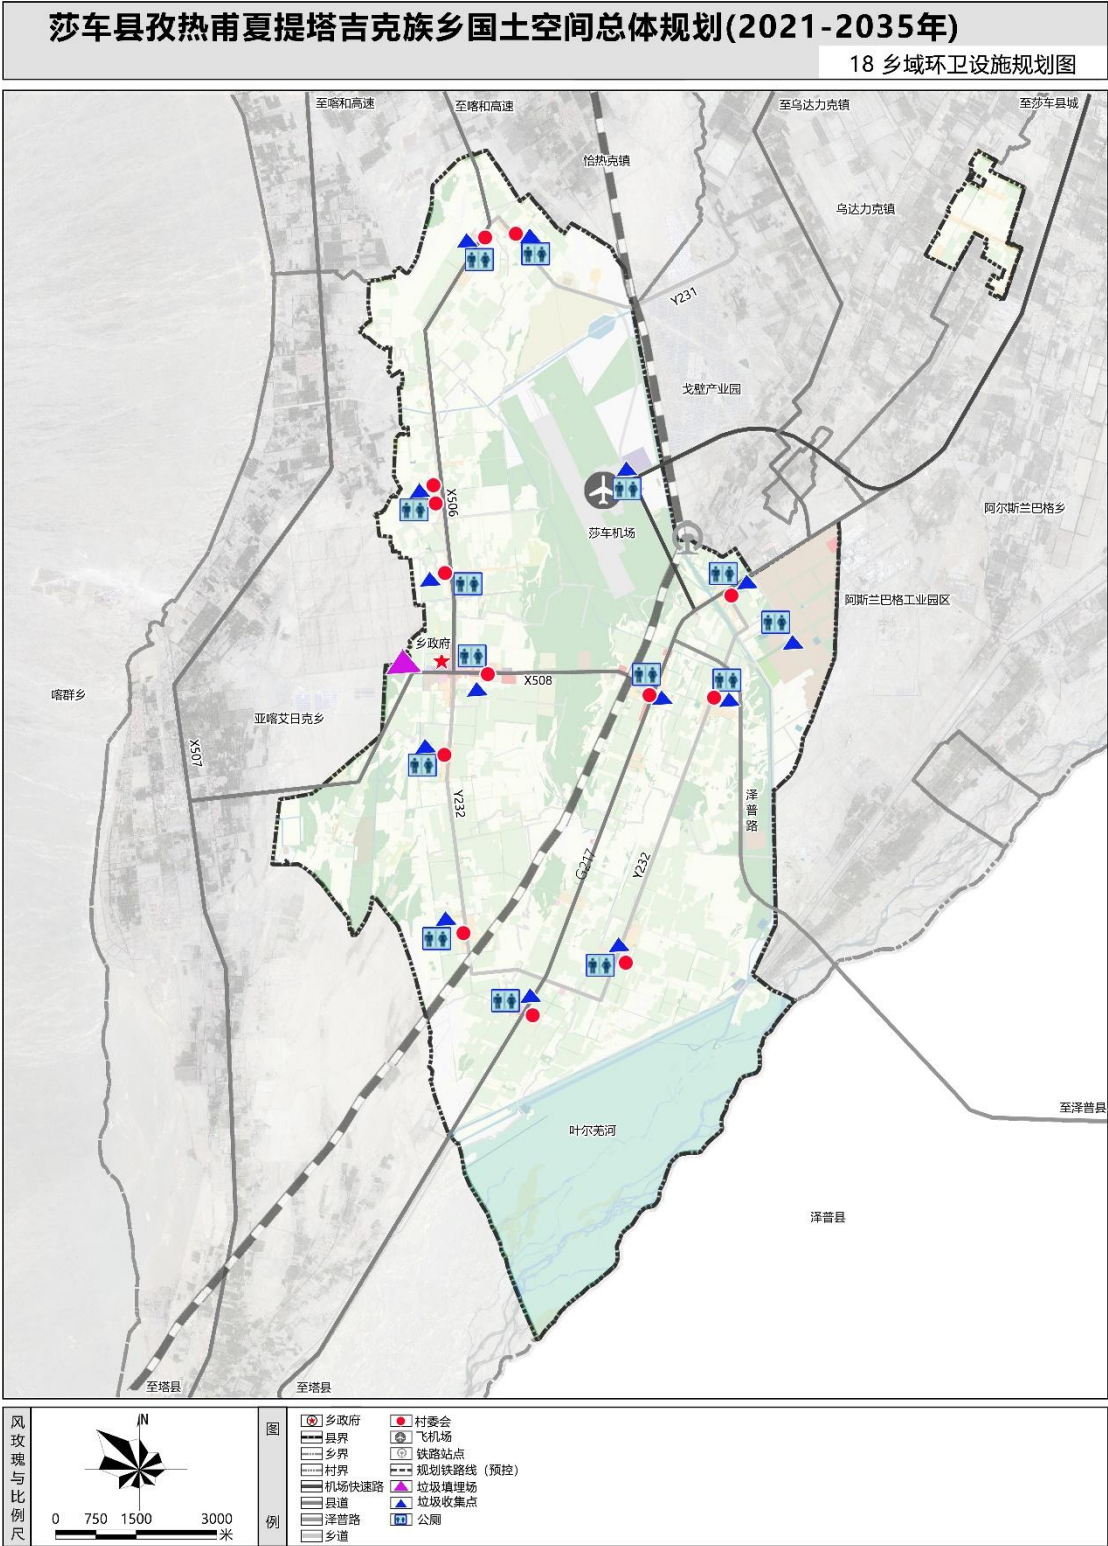 莎车县孜热甫夏提塔吉克族乡国土空间总体规划(2021-2035年)
18 乡域环卫设施规划图
至喀和高速
至喀和高速
至乌达力克镇
至莎车县城
恰热克镇
乌达力克镇
Y231
戈壁产业园
X506
阿尔斯兰巴格乡
莎车机场
阿斯兰巴格工业园区
乡政府
X508
喀群乡
亚喀艾日克乡
X507
Y232
泽普路
G217
Y232
至泽普县
叶尔羌河
泽普县
至塔县
至塔县
风玫瑰与比例尺
N
0 750 1500 3000
米
图例
乡政府
县界
乡界
村界
机场快速路
县道
泽普路
乡道
村委会
飞机场
铁路站点
规划铁路线（预控）
垃圾填埋场
垃圾收集点
公厕